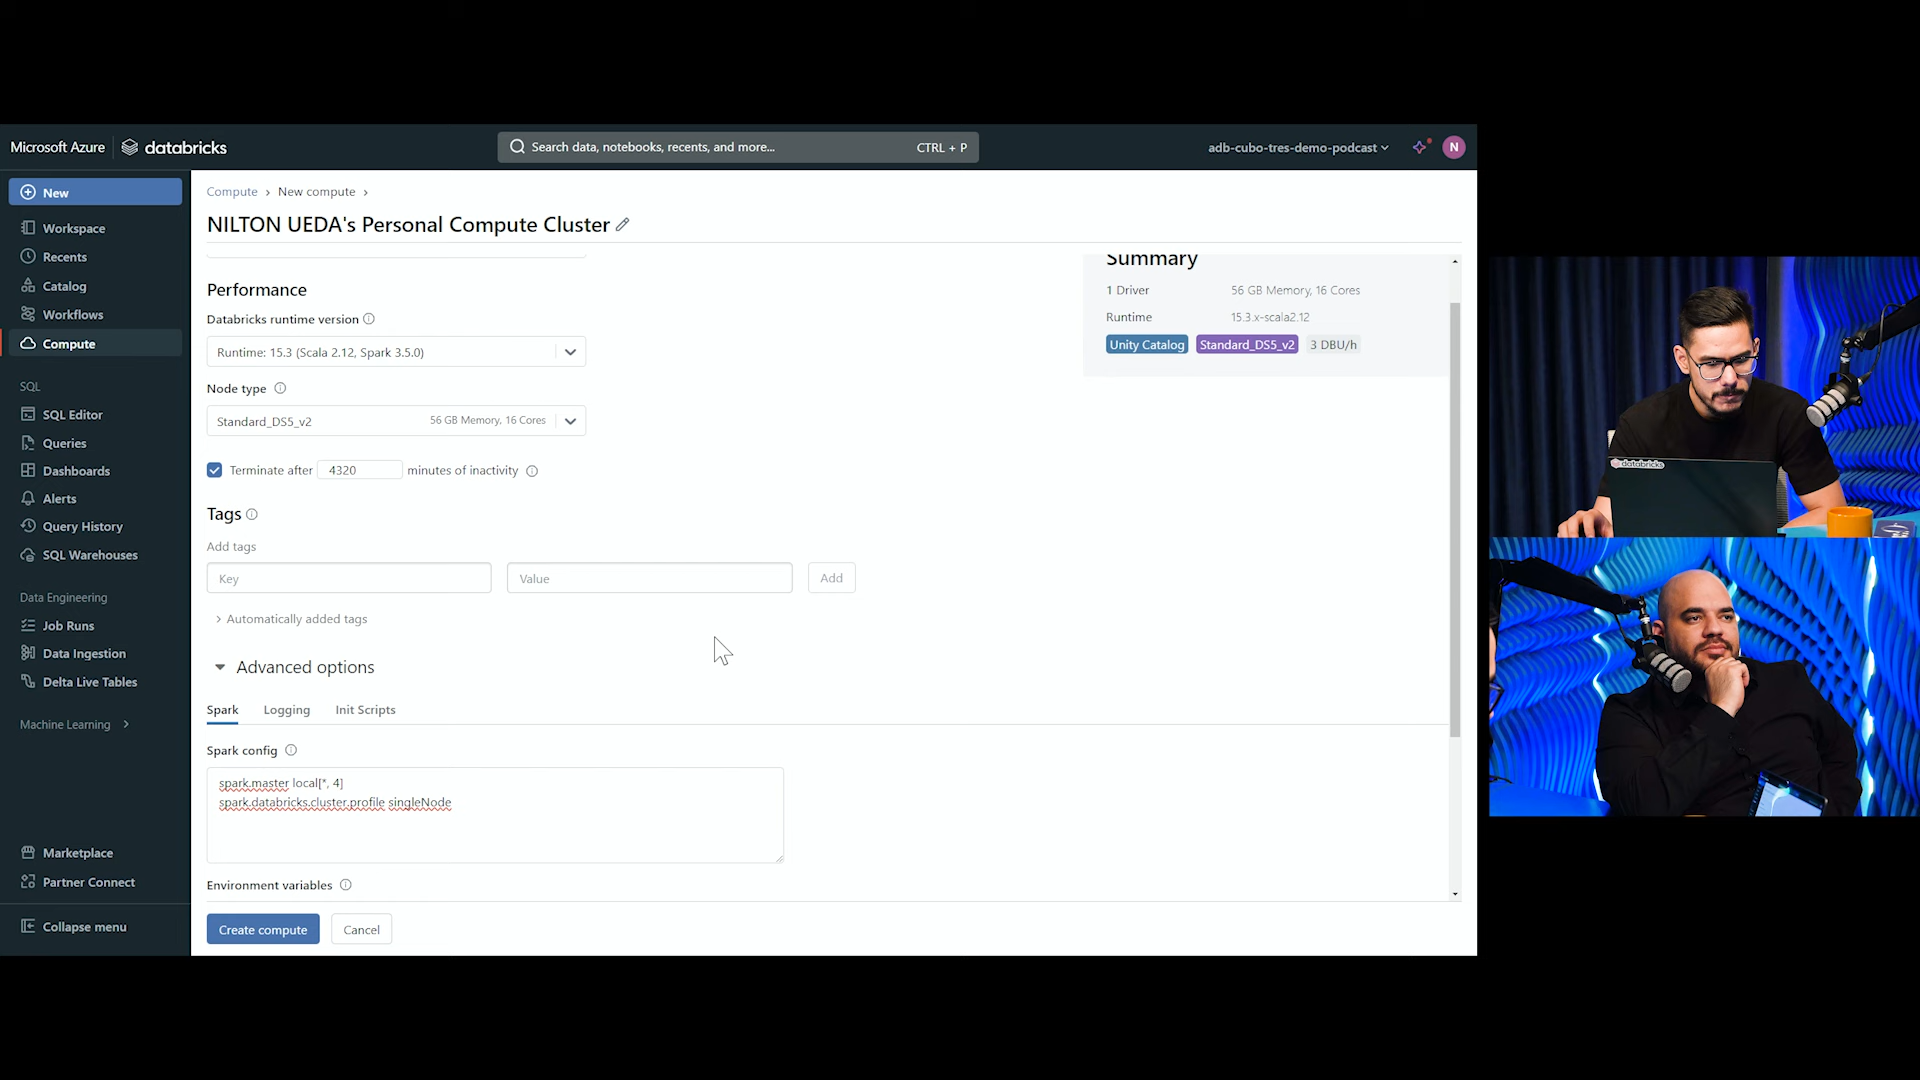 Microsoft Azure
databricks
Search data, notebooks, recents, and more...
CTRL + P
adb-cubo-tres-demo-podcast
N
New
Workspace
Recents
Catalog
Workflows
Compute
SQL
SQL Editor
Queries
Dashboards
Alerts
Query History
SQL Warehouses
Data Engineering
Job Runs
Data Ingestion
Delta Live Tables
Machine Learning
Marketplace
Partner Connect
Collapse menu
Compute > New compute >
NILTON UEDA's Personal Compute Cluster
Performance
Databricks runtime version
Runtime: 15.3 (Scala 2.12, Spark 3.5.0)
Node type
Standard_DS5_v2 56 GB Memory, 16 Cores
Terminate after 4320 minutes of inactivity
Tags
Add tags
Key Value Add
Automatically added tags
Advanced options
Spark Logging Init Scripts
Spark config
spark.master local[*, 4]
spark.databricks.cluster.profile singleNode
Environment variables
Create compute Cancel
Summary
1 Driver 56 GB Memory, 16 Cores
Runtime 15.3.x-scala2.12
Unity Catalog Standard_DS5_v2 3 DBU/h
databricks